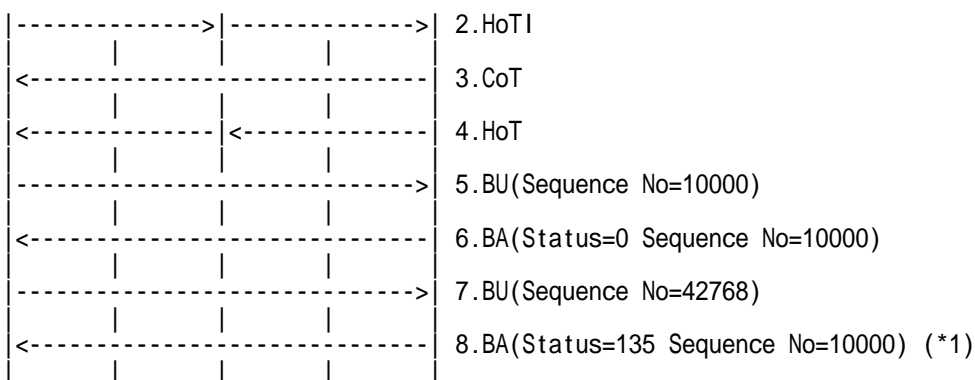 2.HoTI
3.CoT
4.HoT
5.BU(Sequence No=10000)
6.BA(Status=0 Sequence No=10000)
7.BU(Sequence No=42768)
8.BA(Status=135 Sequence No=10000) (*1)